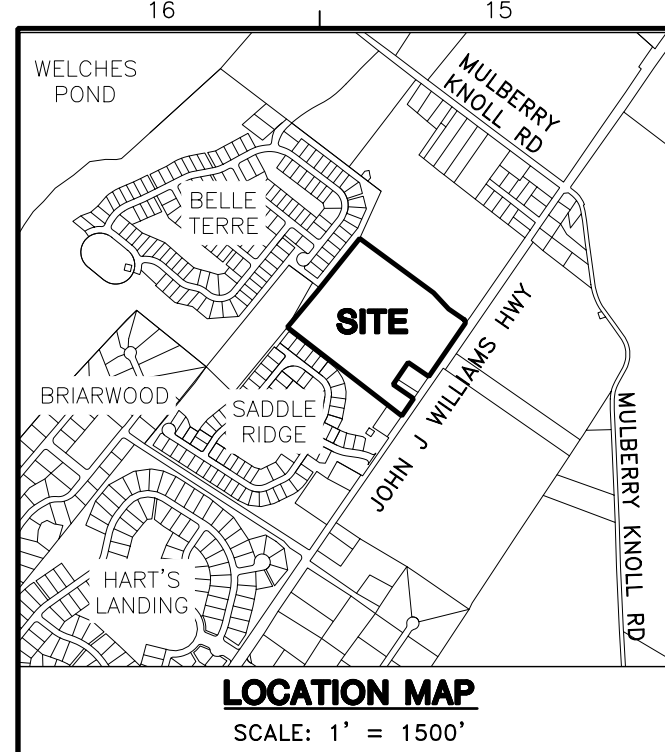 16
15
WELCHES
POND
MULBERRY
KNOLL RD
BELLE
TERRE
SITE
JOHN J WILLIAMS HWY
BRIARWOOD
SADDLE
RIDGE
MULBERRY KNOLL RD
HART'S
LANDING
LOCATION MAP
SCALE: 1' = 1500'